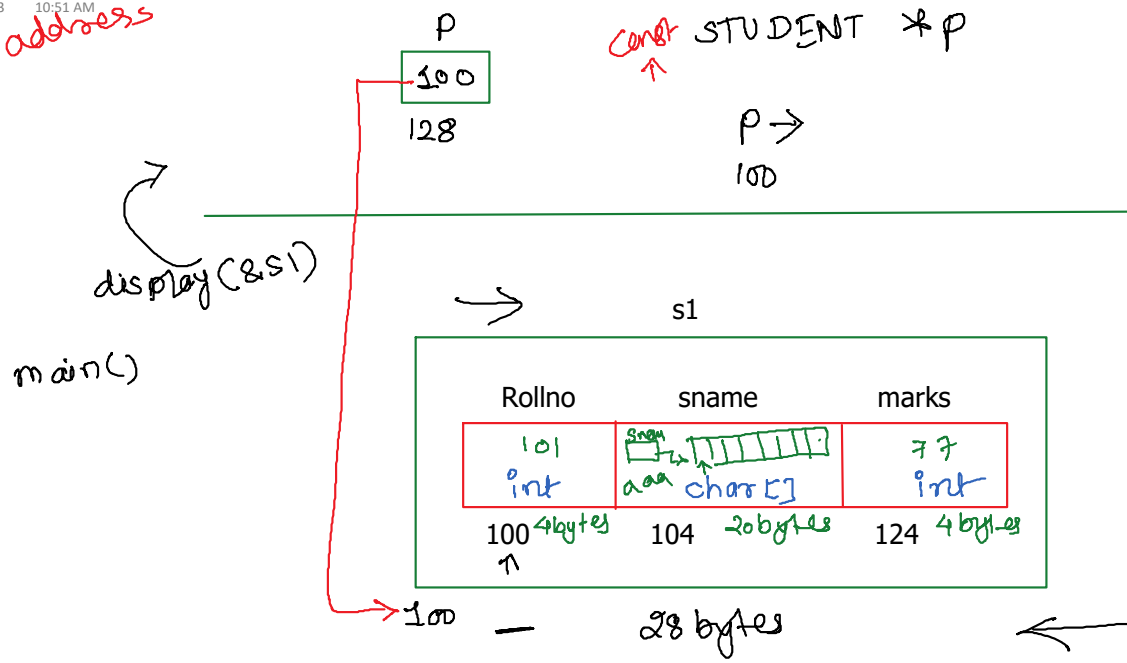 3 10:51 AM
address
P
const STUDENT * p
100
128
P →
100
display(&s1)
→
s1
main()
Rollno sname marks
101 77
int aaa char[] int
100 4bytes 104 20bytes 124 4bytes
100 — 28 bytes